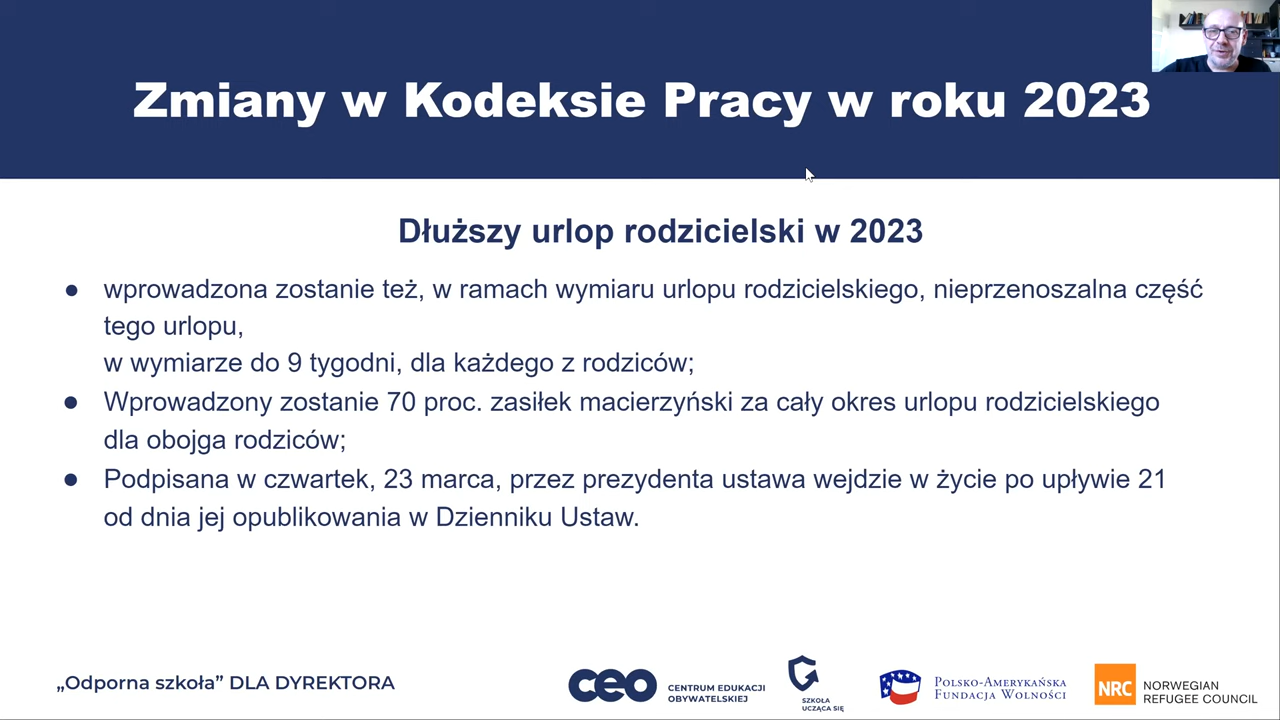 Zmiany w Kodeksie Pracy w roku 2023
Dłuższy urlop rodzicielski w 2023
● wprowadzona zostanie też, w ramach wymiaru urlopu rodzicielskiego, nieprzenoszalna część
tego urlopu,
w wymiarze do 9 tygodni, dla każdego z rodziców;
● Wprowadzony zostanie 70 proc. zasiłek macierzyński za cały okres urlopu rodzicielskiego
dla obojga rodziców;
● Podpisana w czwartek, 23 marca, przez prezydenta ustawa wejdzie w życie po upływie 21
od dnia jej opublikowania w Dzienniku Ustaw.
„Odporna szkoła” DLA DYREKTORA
ceo
CENTRUM EDUKACJI
OBYWATELSKIEJ
SZKOŁA
UCZĄCA SIĘ
POLSKO-AMERYKAŃSKA
FUNDACJA WOLNOŚCI
NRC
NORWEGIAN
REFUGEE COUNCIL